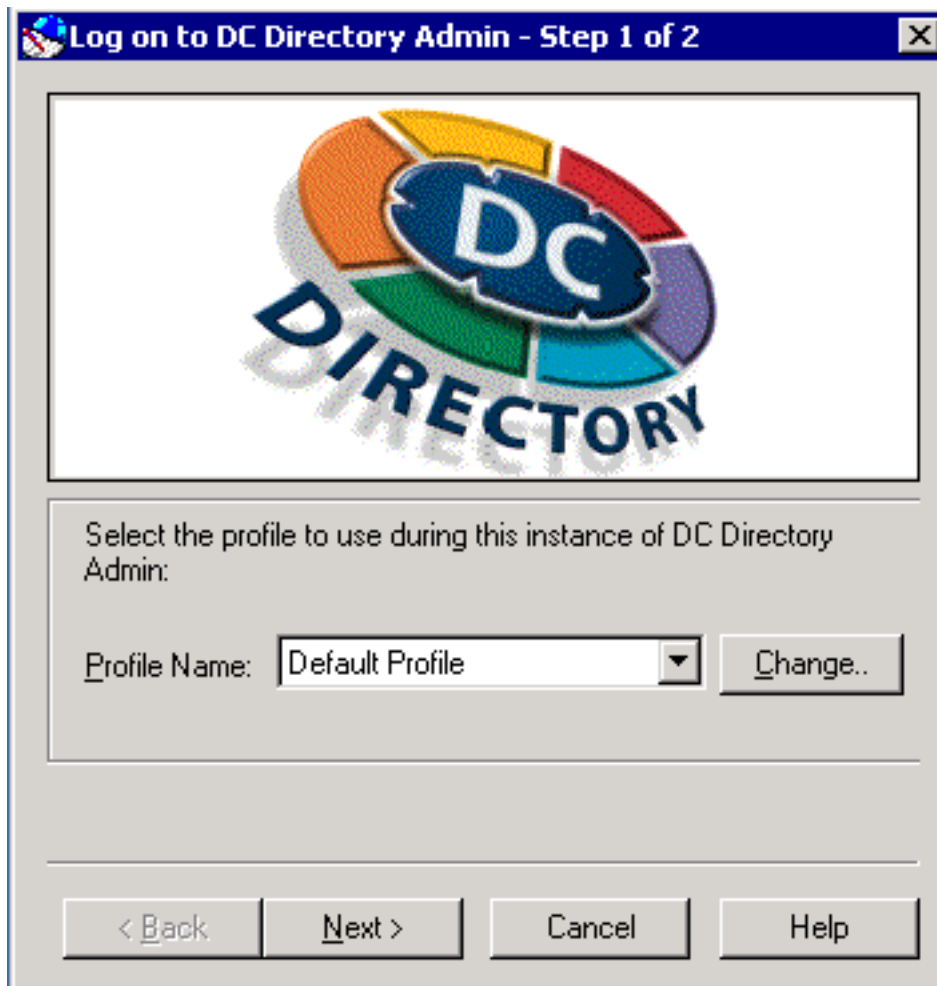 Log on to DC Directory Admin - Step 1 of 2
DC
DIRECTORY
Select the profile to use during this instance of DC Directory
Admin:
Profile Name: Default Profile Change..
< Back Next > Cancel Help